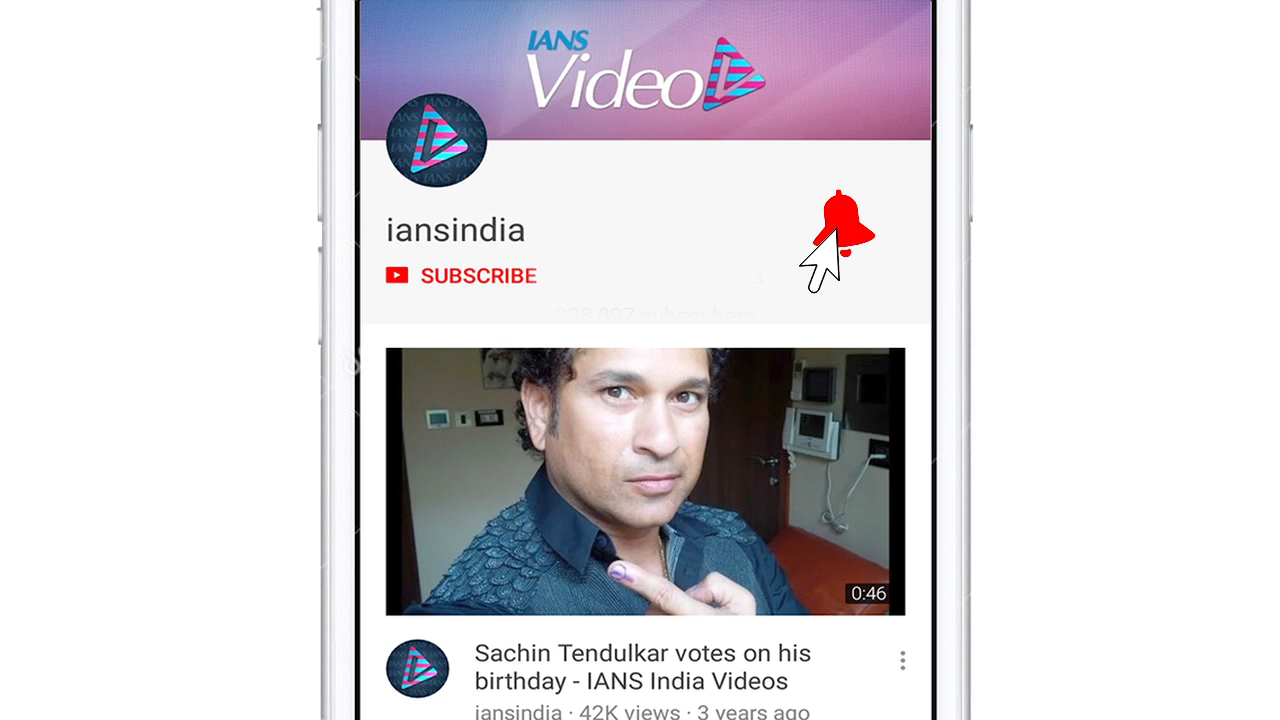 IANS
Video
iansindia
SUBSCRIBE
subscribers
0:46
Sachin Tendulkar votes on his
birthday - IANS India Videos
iansindia · 42K views · 3 years ago